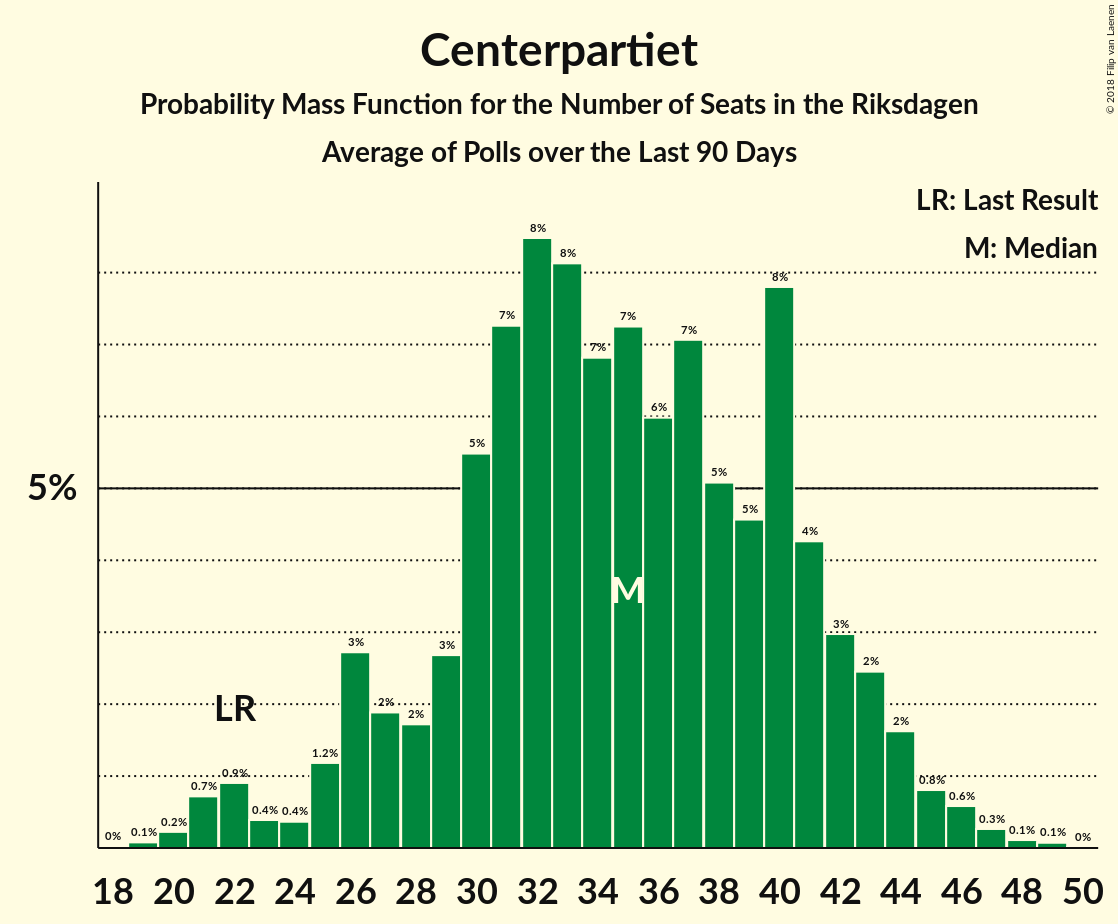 Centerpartiet
Probability Mass Function for the Number of Seats in the Riksdagen
Average of Polls over the Last 90 Days
© 2018 Filip van Laenen
LR: Last Result
M: Median
5%
LR
M
0% 0.1% 0.2% 0.7% 0.9% 0.4% 0.4% 1.2% 3% 2% 2% 3% 5% 7% 8% 8% 7% 7% 6% 7% 5% 5% 8% 4% 3% 2% 2% 0.8% 0.6% 0.3% 0.1% 0.1% 0%
18 20 22 24 26 28 30 32 34 36 38 40 42 44 46 48 50